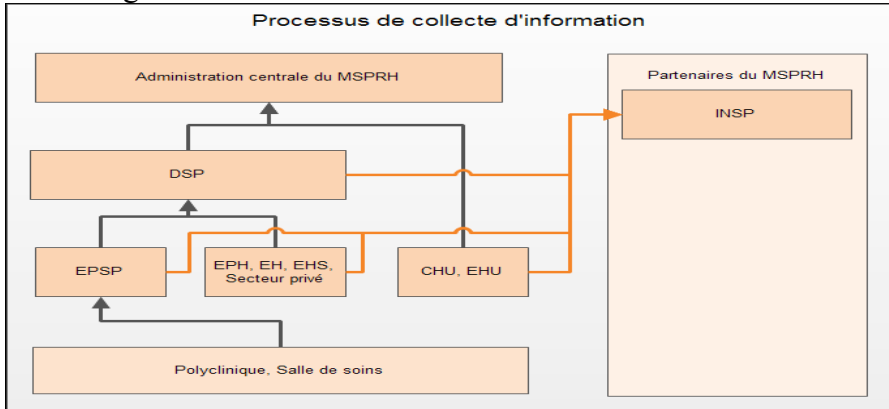 Processus de collecte d'information
Administration centrale du MSPRH
Partenaires du MSPRH
INSP
DSP
EPSP
EPH, EH, EHS,
Secteur privé
CHU, EHU
Polyclinique, Salle de soins